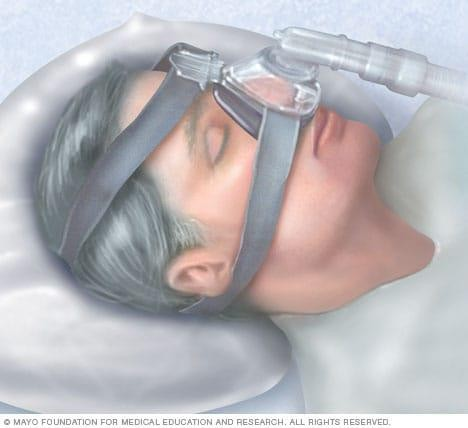 © MAYO FOUNDATION FOR MEDICAL EDUCATION AND RESEARCH. ALL RIGHTS RESERVED.